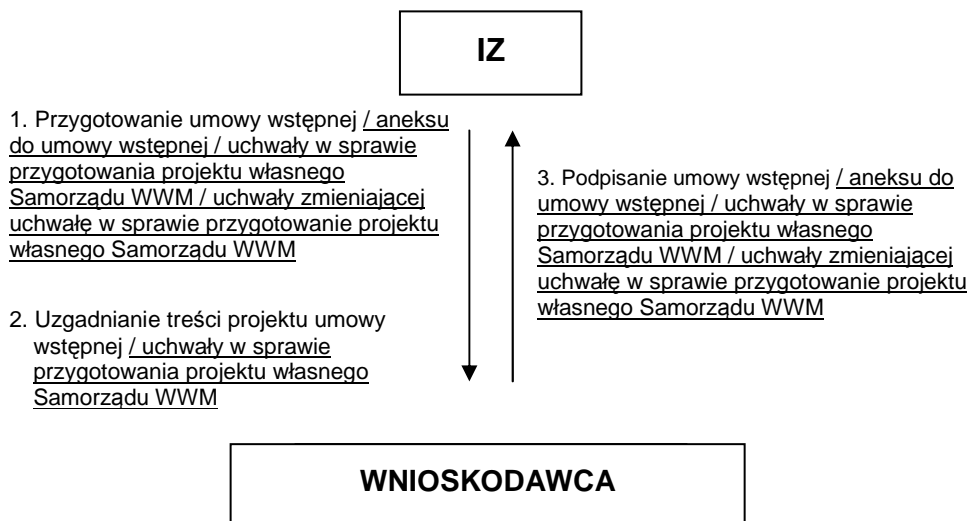 IZ
1. Przygotowanie umowy wstępnej / aneksu
do umowy wstępnej / uchwały w sprawie
przygotowania projektu własnego
Samorządu WWM / uchwały zmieniającej
uchwałę w sprawie przygotowanie projektu
własnego Samorządu WWM
2. Uzgadnianie treści projektu umowy
wstępnej / uchwały w sprawie
przygotowania projektu własnego
Samorządu WWM
3. Podpisanie umowy wstępnej / aneksu do
umowy wstępnej / uchwały w sprawie
przygotowania projektu własnego
Samorządu WWM / uchwały zmieniającej
uchwałę w sprawie przygotowanie projektu
własnego Samorządu WWM
WNIOSKODAWCA